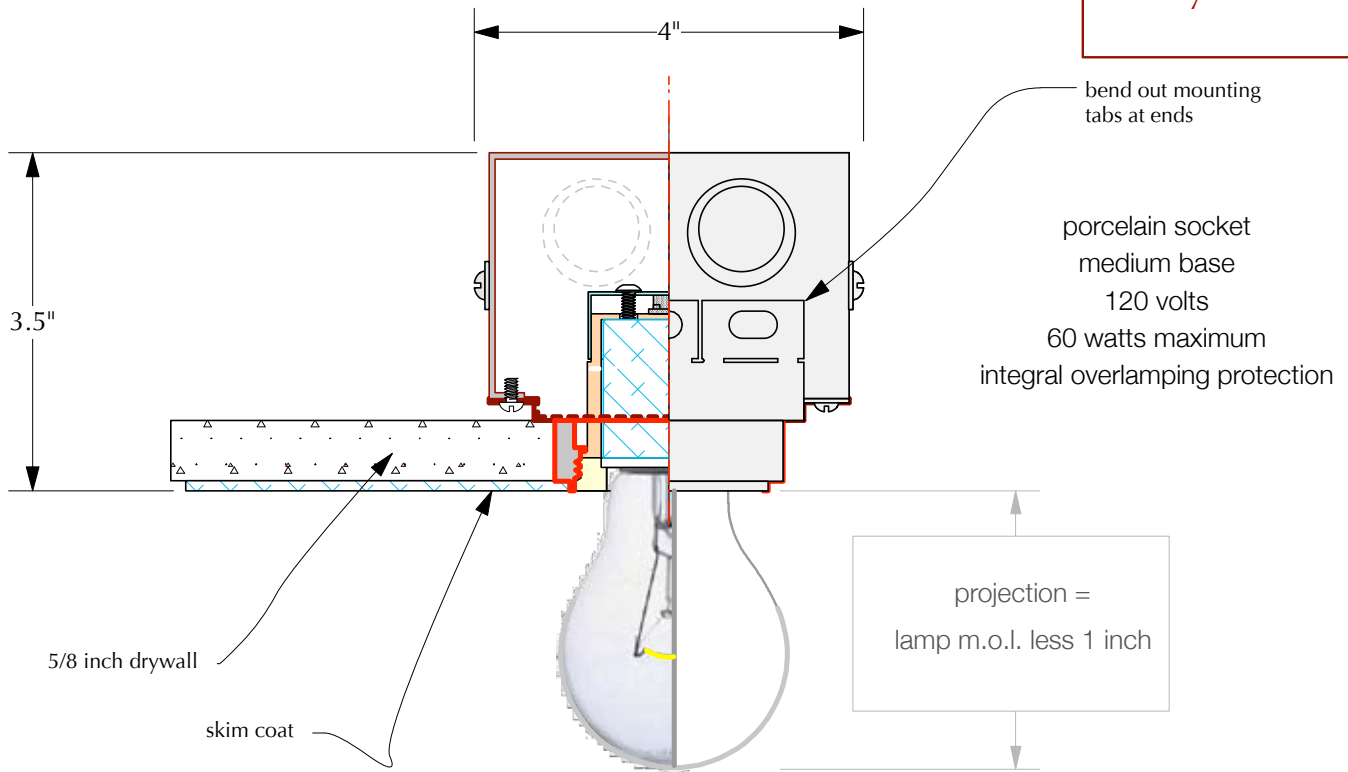 4"
bend out mounting
tabs at ends
porcelain socket
medium base
120 volts
60 watts maximum
integral overlamping protection
3.5"
projection =
lamp m.o.l. less 1 inch
5/8 inch drywall
skim coat